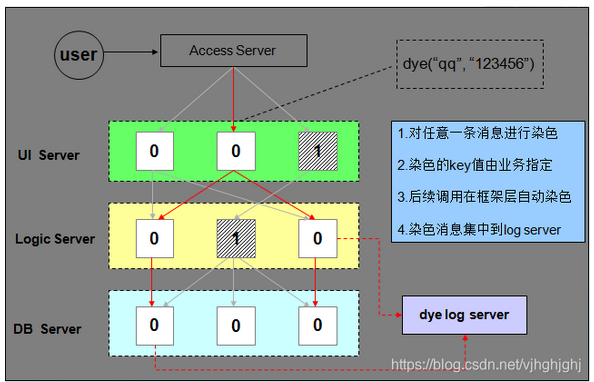 user
Access Server
dye(“qq”, “123456”)
UI Server
0
0
1
1.对任意一条消息进行染色
2.染色的key值由业务指定
3.后续调用在框架层自动染色
4.染色消息集中到log server
Logic Server
0
1
0
DB Server
0
0
0
dye log server
https://blog.csdn.net/vjhghjghj